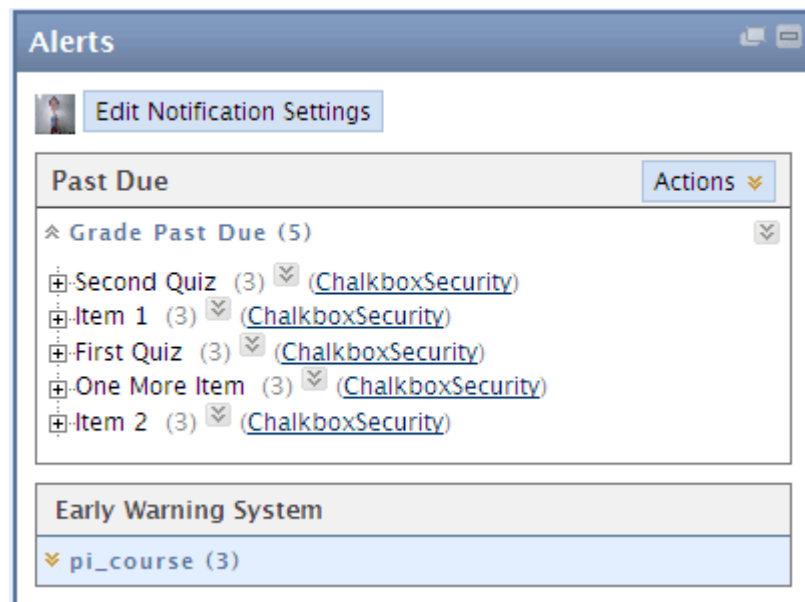 Alerts
Edit Notification Settings
Past Due Actions
Grade Past Due (5)
Second Quiz (3) (ChalkboxSecurity)
Item 1 (3) (ChalkboxSecurity)
First Quiz (3) (ChalkboxSecurity)
One More Item (3) (ChalkboxSecurity)
Item 2 (3) (ChalkboxSecurity)
Early Warning System
pi_course (3)